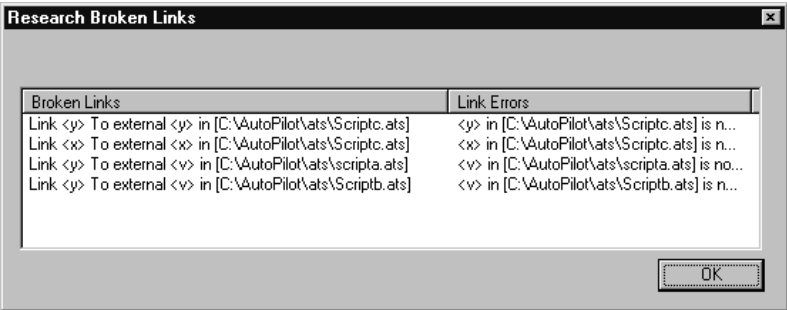 Research Broken Links
Broken Links Link Errors
Link <y> To external <y> in [C:\AutoPilot\ats\Scriptc.ats] <y> in [C:\AutoPilot\ats\Scriptc.ats] is n...
Link <x> To external <x> in [C:\AutoPilot\ats\Scriptc.ats] <x> in [C:\AutoPilot\ats\Scriptc.ats] is n...
Link <y> To external <v> in [C:\AutoPilot\ats\scripta.ats] <v> in [C:\AutoPilot\ats\scripta.ats] is no...
Link <y> To external <v> in [C:\AutoPilot\ats\Scriptb.ats] <v> in [C:\AutoPilot\ats\Scriptb.ats] is n...
OK